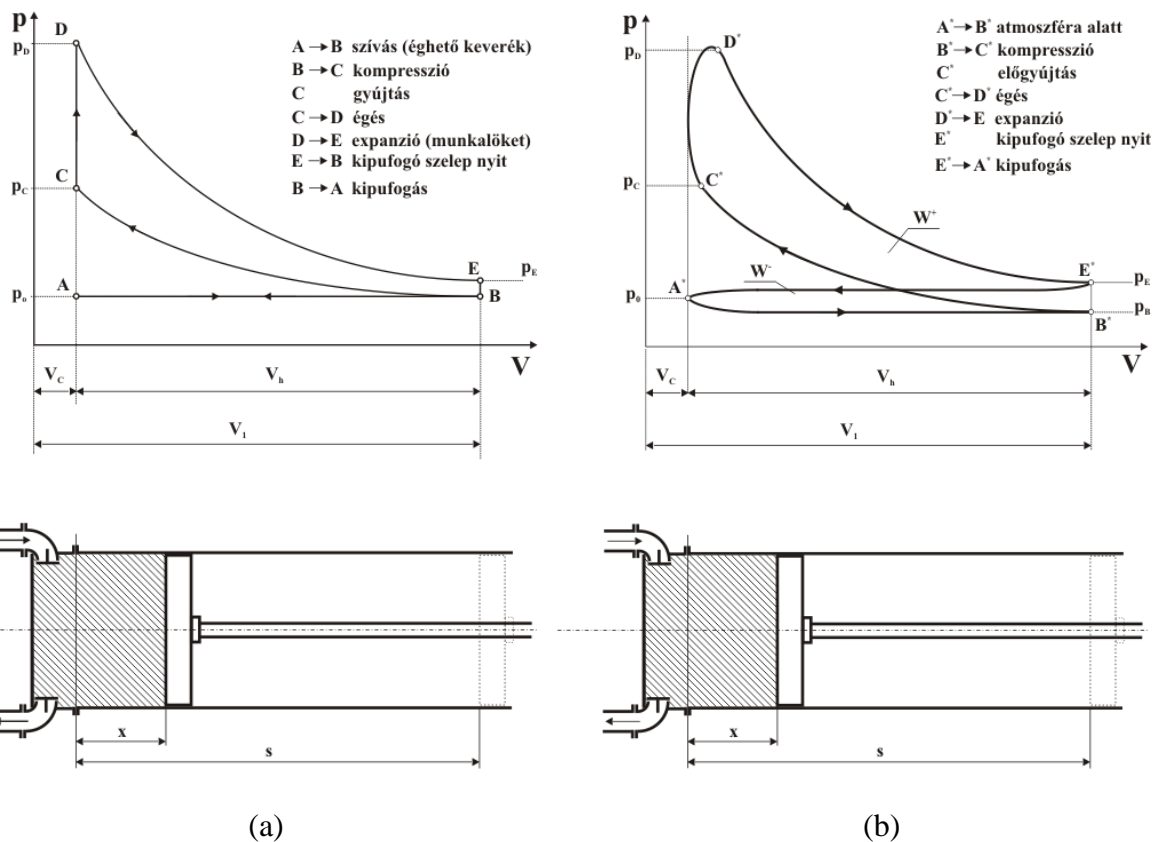 p
D
p_D
A→B szívás (éghető keverék)
B→C kompresszió
C gyújtás
C→D égés
D→E expanzió (munkalöket)
E→B kipufogó szelep nyit
B→A kipufogás
C
p_C
E
p_E
A
p_o
B
V
V_C
V_h
V_1
x
s
(a)
p
D*
p_D
A*→B* atmoszféra alatt
B*→C* kompresszió
C* előgyújtás
C*→D* égés
D*→E expanzió
E* kipufogó szelep nyit
E*→A* kipufogás
C*
p_C
W+
W-
E*
p_E
A*
p_0
p_B
B*
V
V_C
V_h
V_1
x
s
(b)